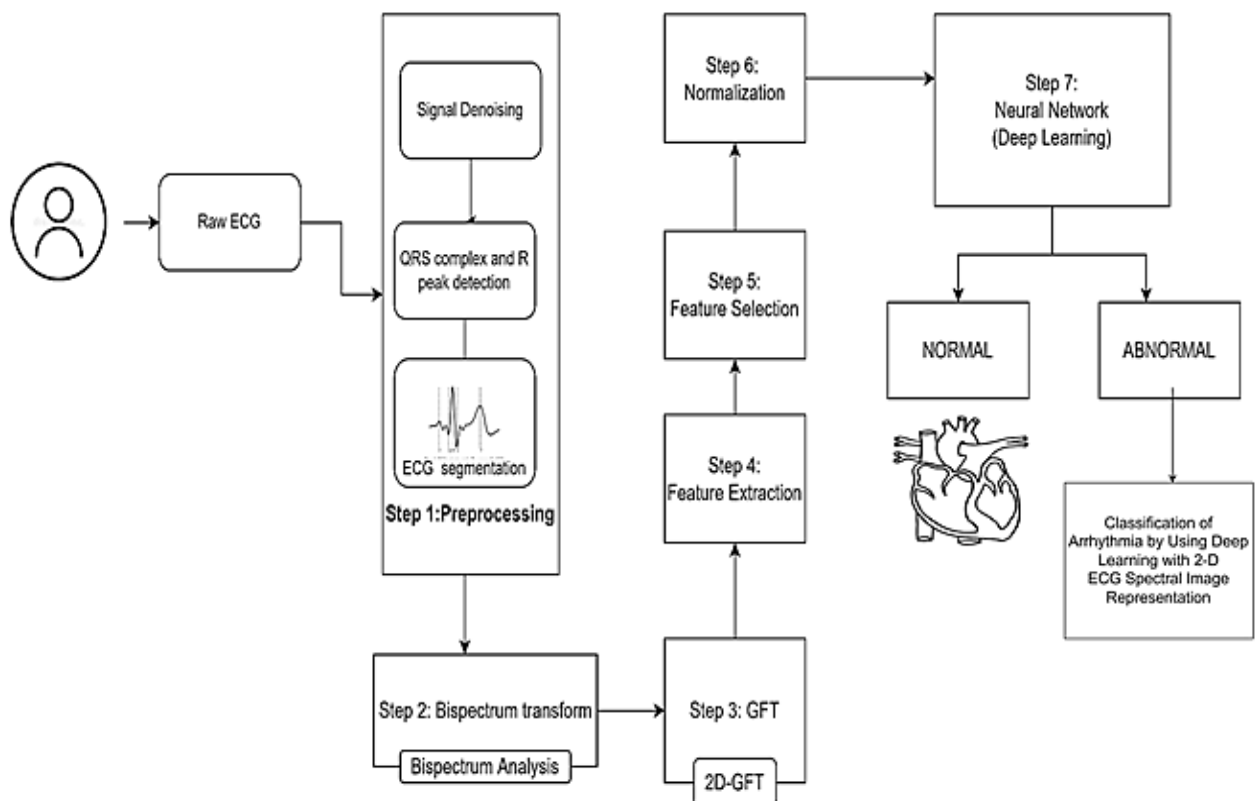 Raw ECG
Signal Denoising
QRS complex and R
peak detection
ECG segmentation
Step 1:Preprocessing
Step 2: Bispectrum transform
Bispectrum Analysis
Step 3: GFT
2D-GFT
Step 4:
Feature Extraction
Step 5:
Feature Selection
Step 6:
Normalization
Step 7:
Neural Network
(Deep Learning)
NORMAL
ABNORMAL
Classification of
Arrhythmia by Using Deep
Learning with 2-D
ECG Spectral Image
Representation